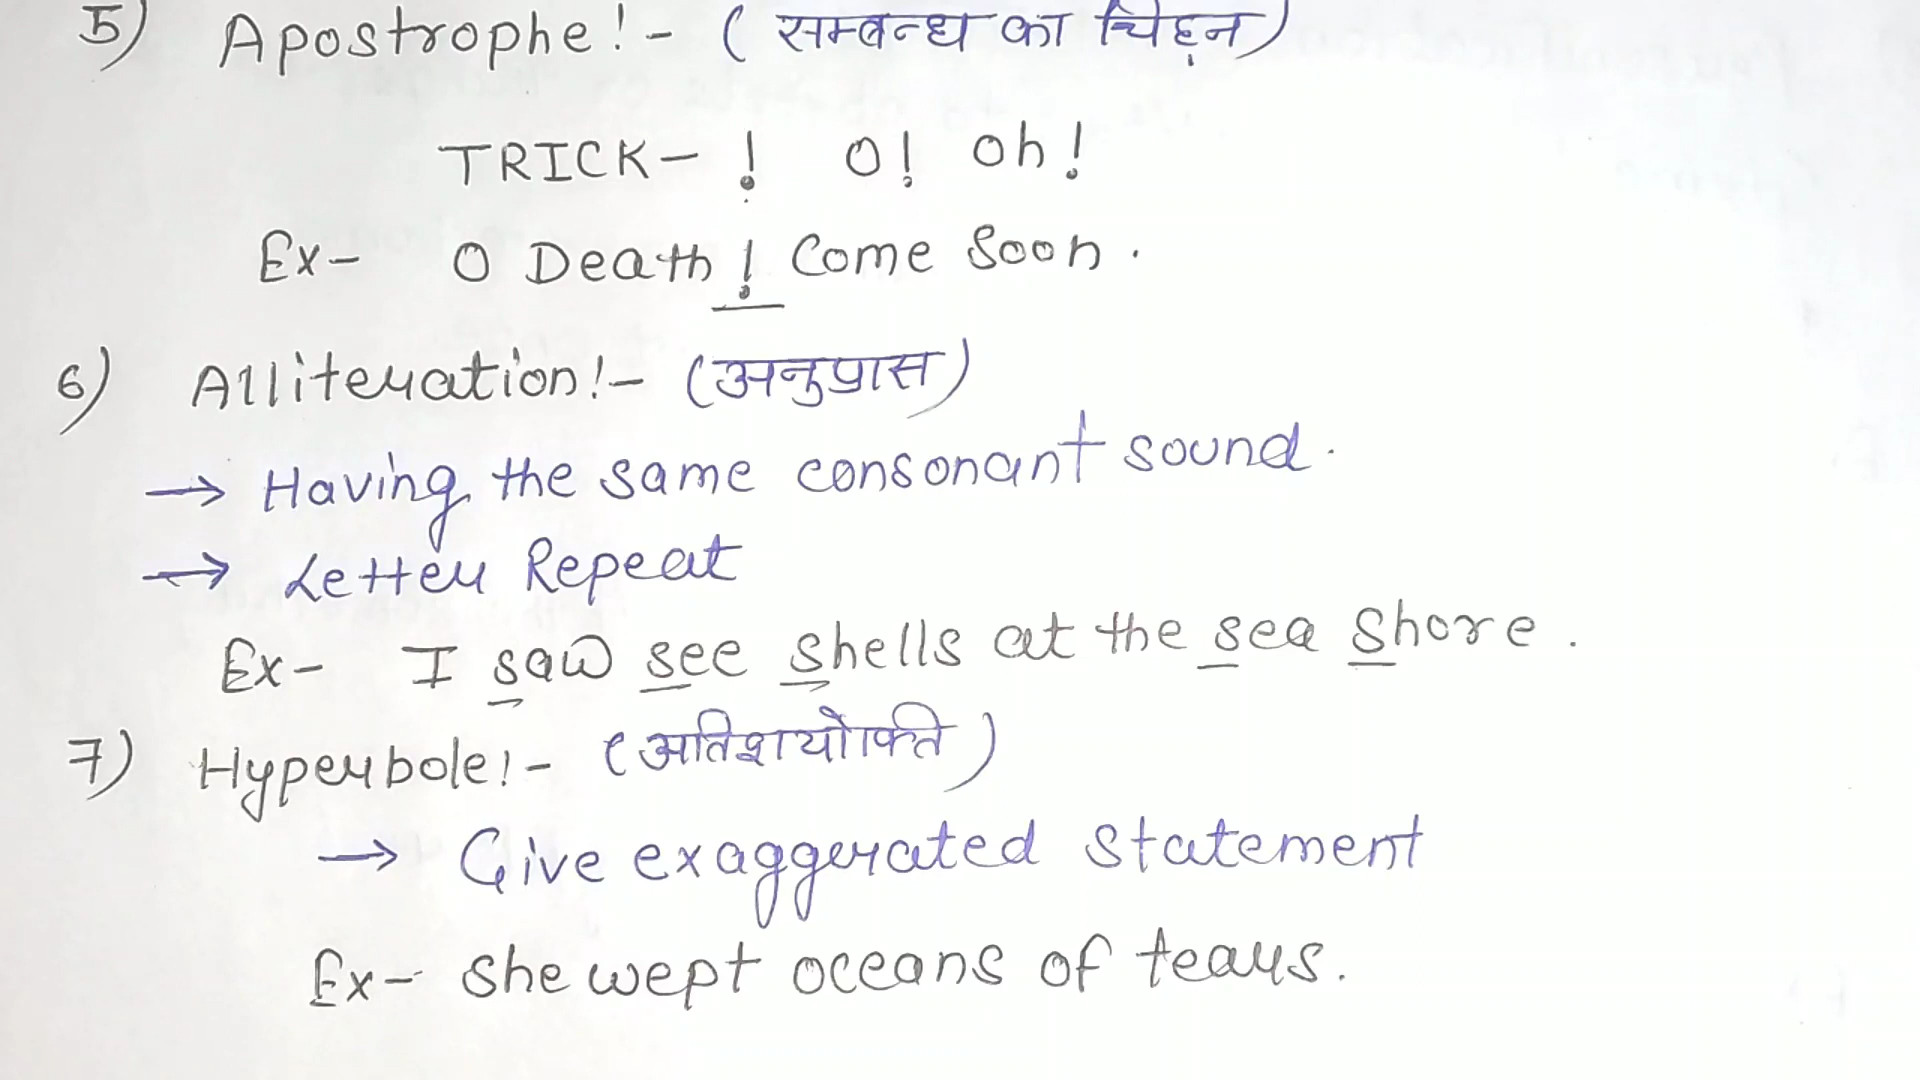 5) Apostrophe!- (सम्बन्ध का चिह्न)
TRICK- ! O! Oh!
Ex- O Death! Come Soon.
6) Alliteration!- (अनुप्रास)
→ Having the same consonant sound.
→ Letter Repeat
Ex- I saw see shells at the sea shore.
7) Hyperbole!- (अतिशयोक्ति)
→ Give exaggerated statement
Ex- She wept oceans of tears.